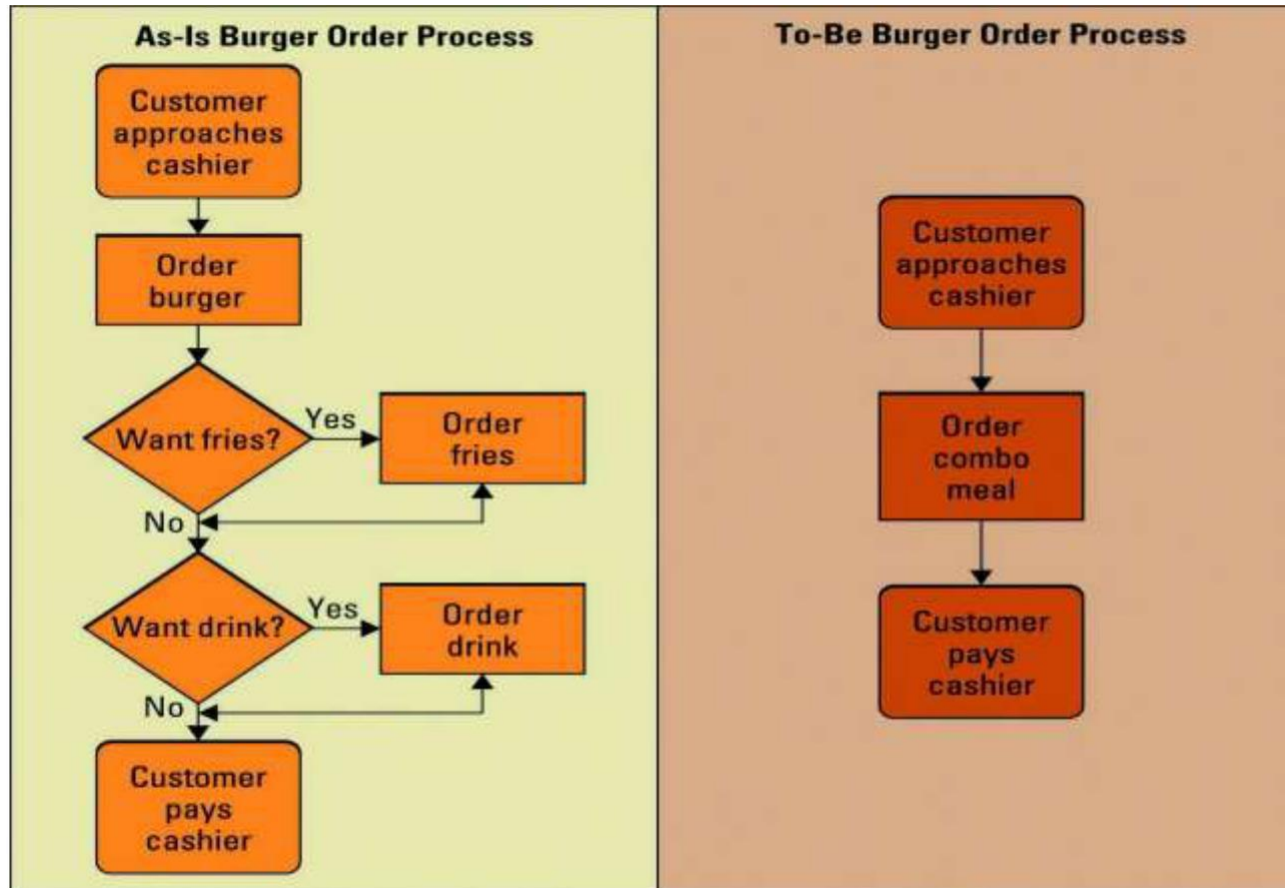 As-Is Burger Order Process
Customer
approaches
cashier
Order
burger
Want fries?
Yes
Order
fries
No
Want drink?
Yes
Order
drink
No
Customer
pays
cashier
To-Be Burger Order Process
Customer
approaches
cashier
Order
combo
meal
Customer
pays
cashier